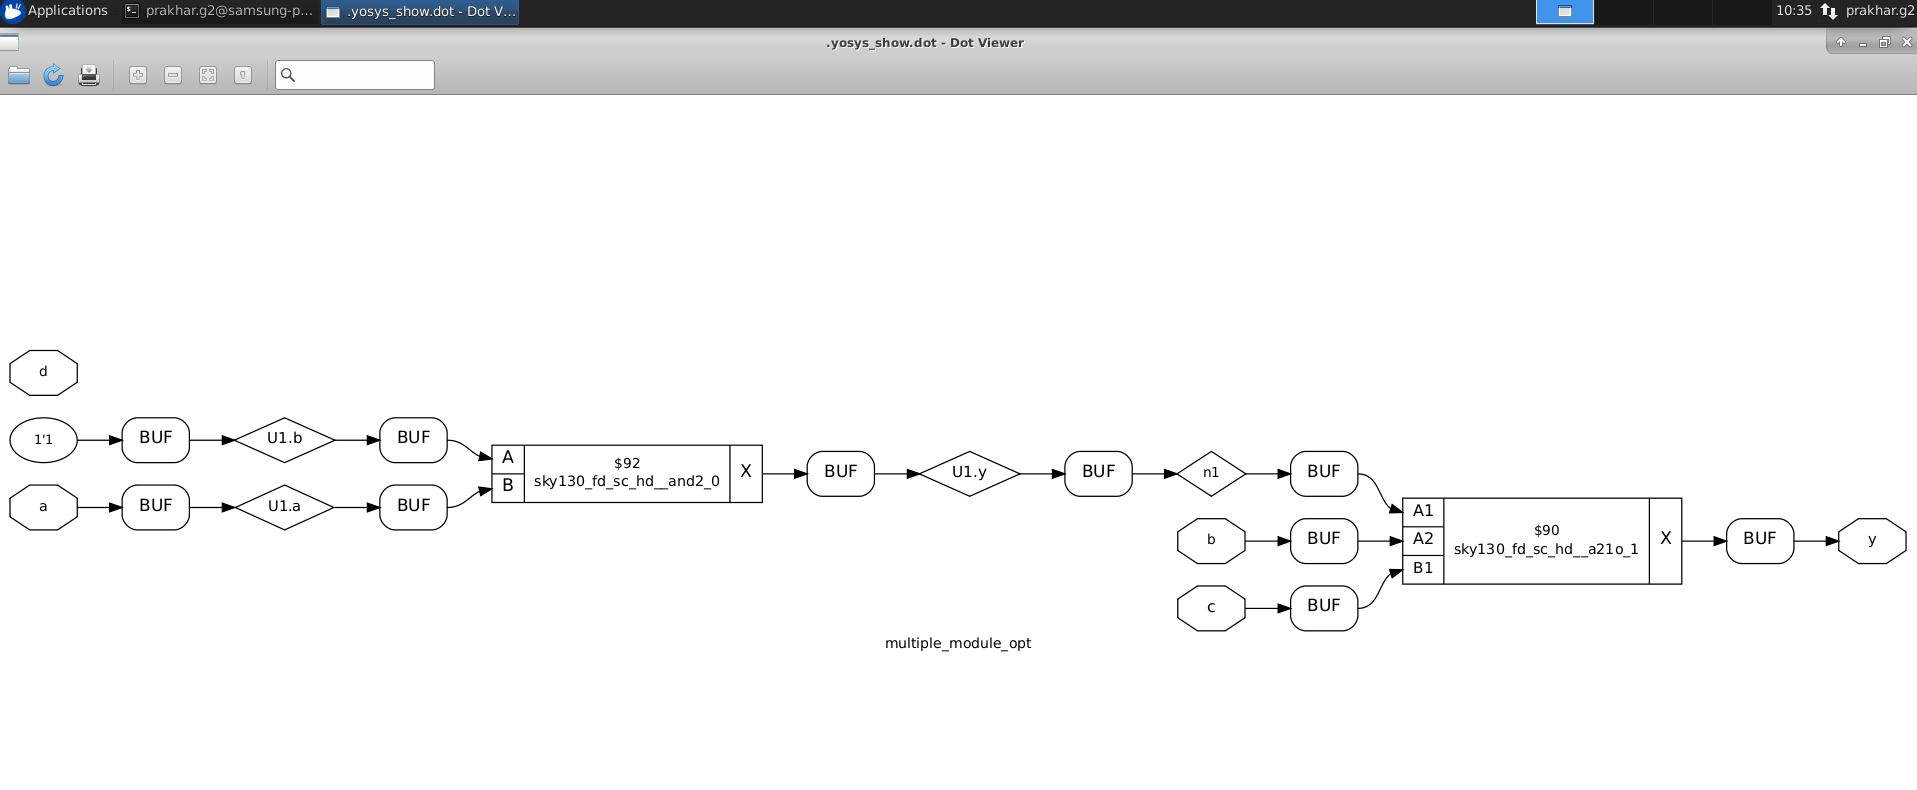 Applications prakhar.g2@samsung-p... .yosys_show.dot - Dot V... 10:35 prakhar.g2
.yosys_show.dot - Dot Viewer
d
1'1 BUF U1.b BUF
a BUF U1.a BUF
A
B
$92
sky130_fd_sc_hd__and2_0
X
BUF U1.y BUF n1 BUF
b BUF
c BUF
A1
A2
B1
$90
sky130_fd_sc_hd__a21o_1
X
BUF y
multiple_module_opt